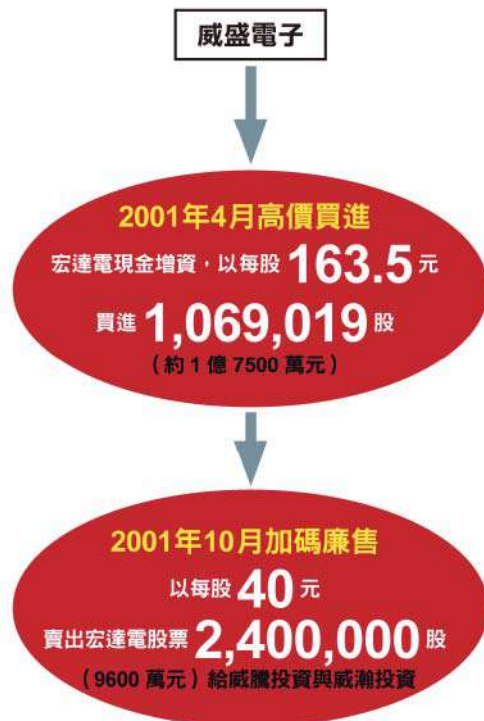 威盛電子
2001年4月高價買進
宏達電現金增資，以每股 163.5 元
買進 1,069,019 股
（約 1 億 7500 萬元）
2001年10月加碼廉售
以每股 40 元
賣出宏達電股票 2,400,000 股
（9600 萬元）給威騰投資與威瀚投資